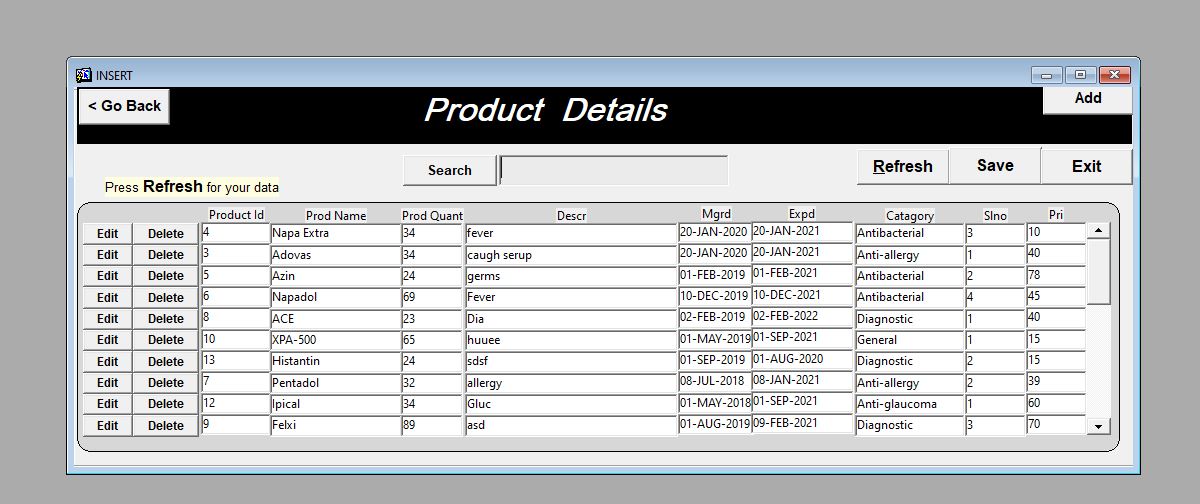 INSERT
< Go Back Product Details Add
Search Refresh Save Exit
Press Refresh for your data
Product Id Prod Name Prod Quant Descr Mgrd Expd Catagory Slno Pri
Edit Delete 4 Napa Extra 34 fever 20-JAN-2020 20-JAN-2021 Antibacterial 3 10
Edit Delete 3 Adovas 34 caugh serup 20-JAN-2020 20-JAN-2021 Anti-allergy 1 40
Edit Delete 5 Azin 24 germs 01-FEB-2019 01-FEB-2021 Antibacterial 2 78
Edit Delete 6 Napadol 69 Fever 10-DEC-2019 10-DEC-2021 Antibacterial 4 45
Edit Delete 8 ACE 23 Dia 02-FEB-2019 02-FEB-2022 Diagnostic 1 40
Edit Delete 10 XPA-500 65 huuee 01-MAY-2019 01-SEP-2021 General 1 15
Edit Delete 13 Histantin 24 sdsf 01-SEP-2019 01-AUG-2020 Diagnostic 2 15
Edit Delete 7 Pentadol 32 allergy 08-JUL-2018 08-JAN-2021 Anti-allergy 2 39
Edit Delete 12 Ipical 34 Gluc 01-MAY-2018 01-SEP-2021 Anti-glaucoma 1 60
Edit Delete 9 Felxi 89 asd 01-AUG-2019 09-FEB-2021 Diagnostic 3 70